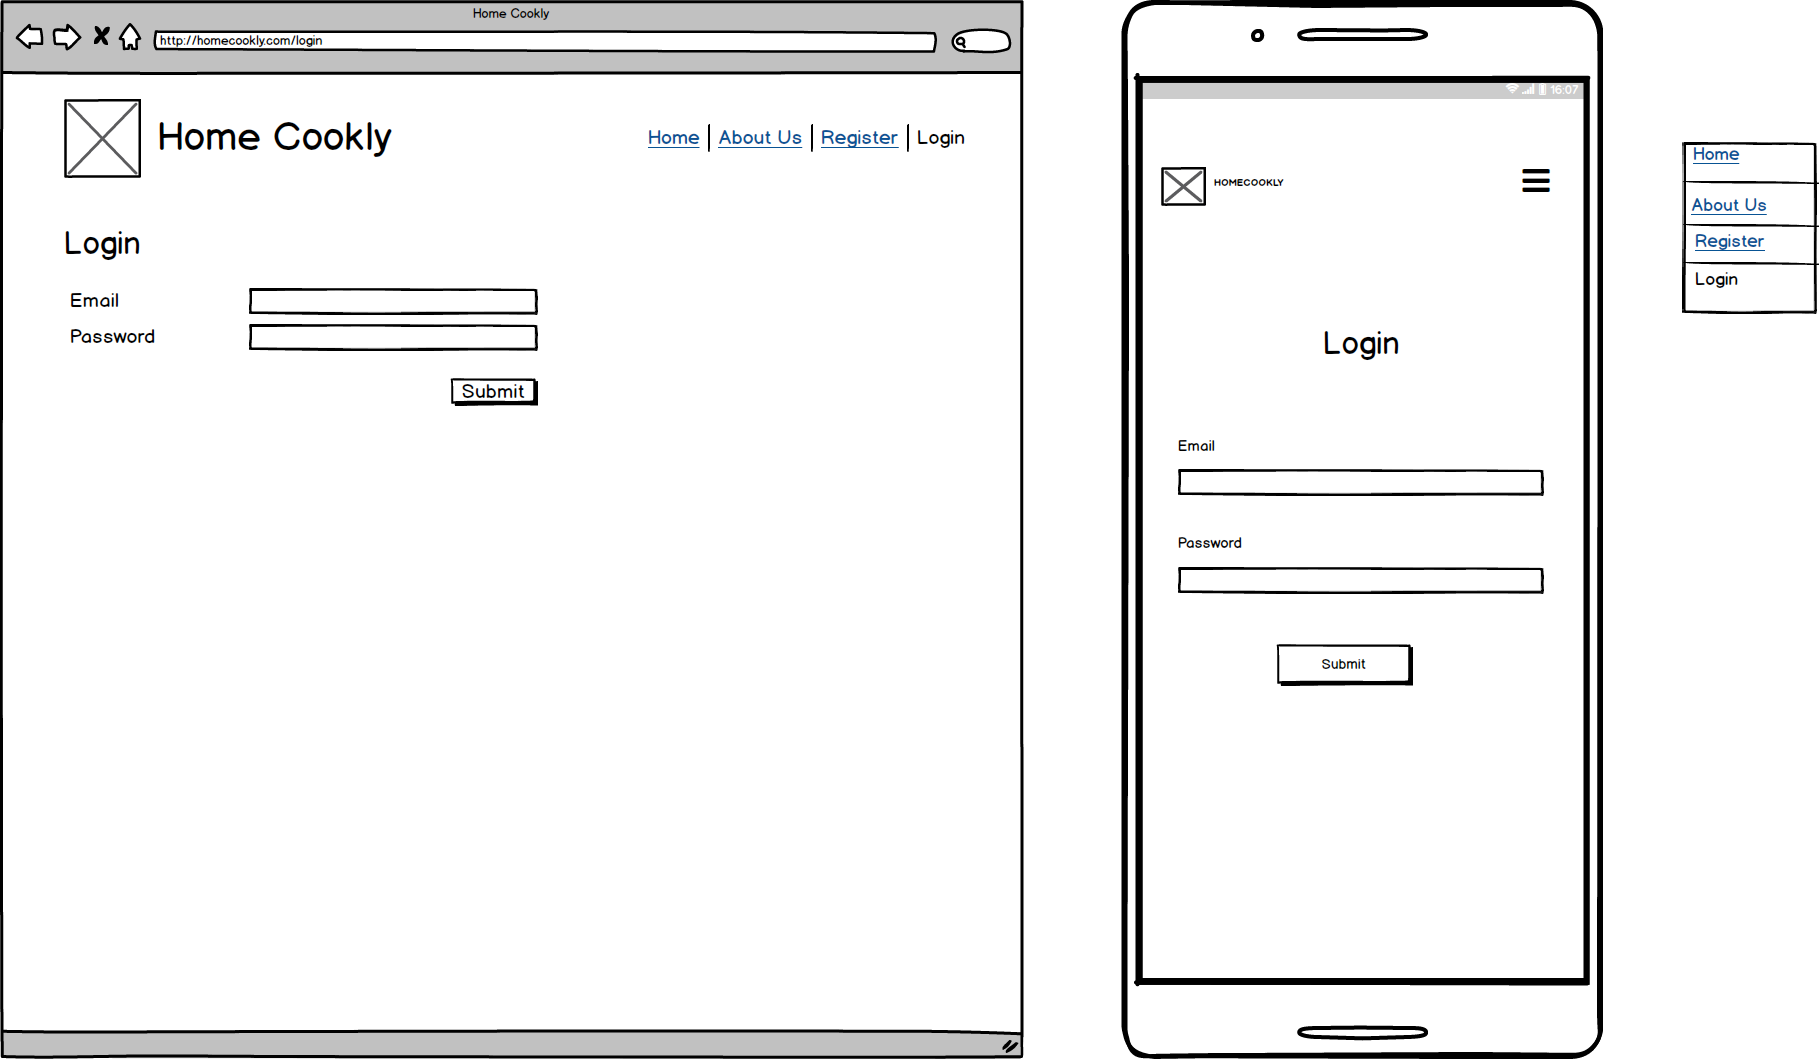 Home Cookly
http://homecookly.com/login
Home Cookly
Home About Us Register Login
Login
Email
Password
Submit
16:07
HOMECOOKLY
Login
Email
Password
Submit
Home
About Us
Register
Login